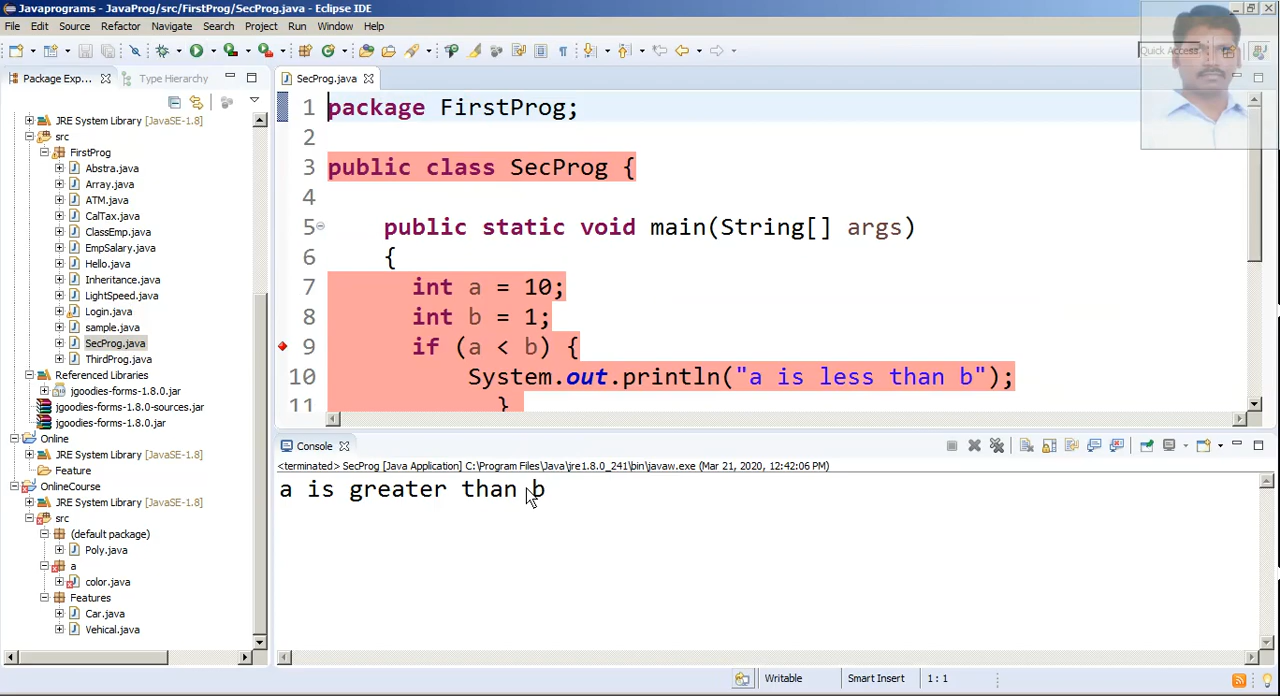 Javaprograms - JavaProg/src/FirstProg/SecProg.java - Eclipse IDE
File Edit Source Refactor Navigate Search Project Run Window Help
Quick Access
Package Exp... Type Hierarchy
SecProg.java
JRE System Library [JavaSE-1.8]
src
FirstProg
Abstra.java
Array.java
ATM.java
CalTax.java
ClassEmp.java
EmpSalary.java
Hello.java
Inheritance.java
LightSpeed.java
Login.java
sample.java
SecProg.java
ThirdProg.java
Referenced Libraries
jgoodies-forms-1.8.0.jar
jgoodies-forms-1.8.0-sources.jar
jgoodies-forms-1.8.0.jar
Online
JRE System Library [JavaSE-1.8]
Feature
OnlineCourse
JRE System Library [JavaSE-1.8]
src
(default package)
Poly.java
a
color.java
Features
Car.java
Vehical.java
1 package FirstProg;
2
3 public class SecProg {
4
5 public static void main(String[] args)
6 {
7 int a = 10;
8 int b = 1;
9 if (a < b) {
10 System.out.println("a is less than b");
11 }
Console
<terminated> SecProg [Java Application] C:\Program Files\Java\jre1.8.0_241\bin\javaw.exe (Mar 21, 2020, 12:42:06 PM)
a is greater than b
Writable Smart Insert 1 : 1